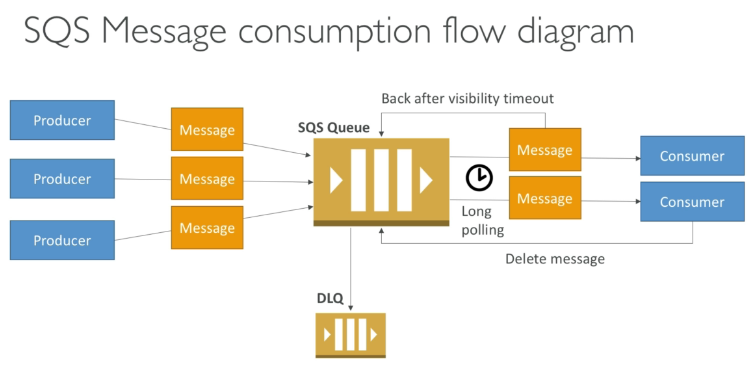 SQS Message consumption flow diagram
Back after visibility timeout
Producer
Message
SQS Queue
Message
Consumer
Producer
Message
Message
Consumer
Long
polling
Producer
Message
Delete message
DLQ